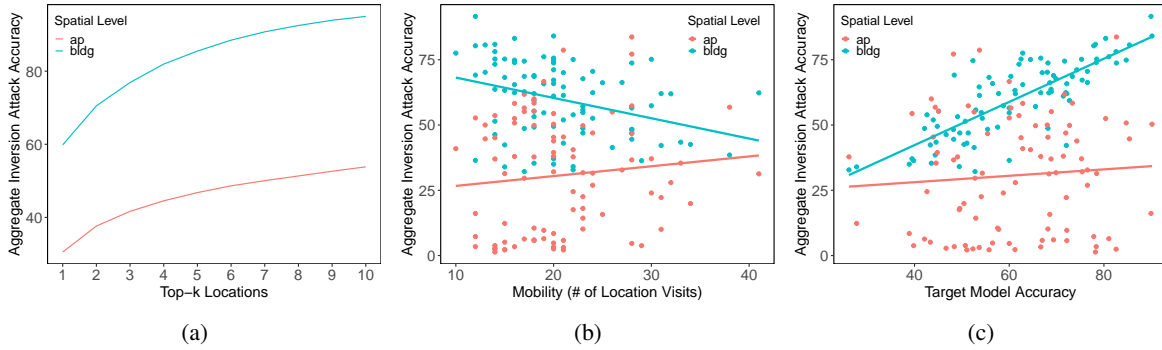 Aggregate Inversion Attack Accuracy
Spatial Level
ap
bldg
80
60
40
1 2 3 4 5 6 7 8 9 10
Top−k Locations
(a)
Aggregate Inversion Attack Accuracy
Spatial Level
ap
bldg
75
50
25
0
10 20 30 40
Mobility (# of Location Visits)
(b)
Aggregate Inversion Attack Accuracy
Spatial Level
ap
bldg
75
50
25
0
40 60 80
Target Model Accuracy
(c)